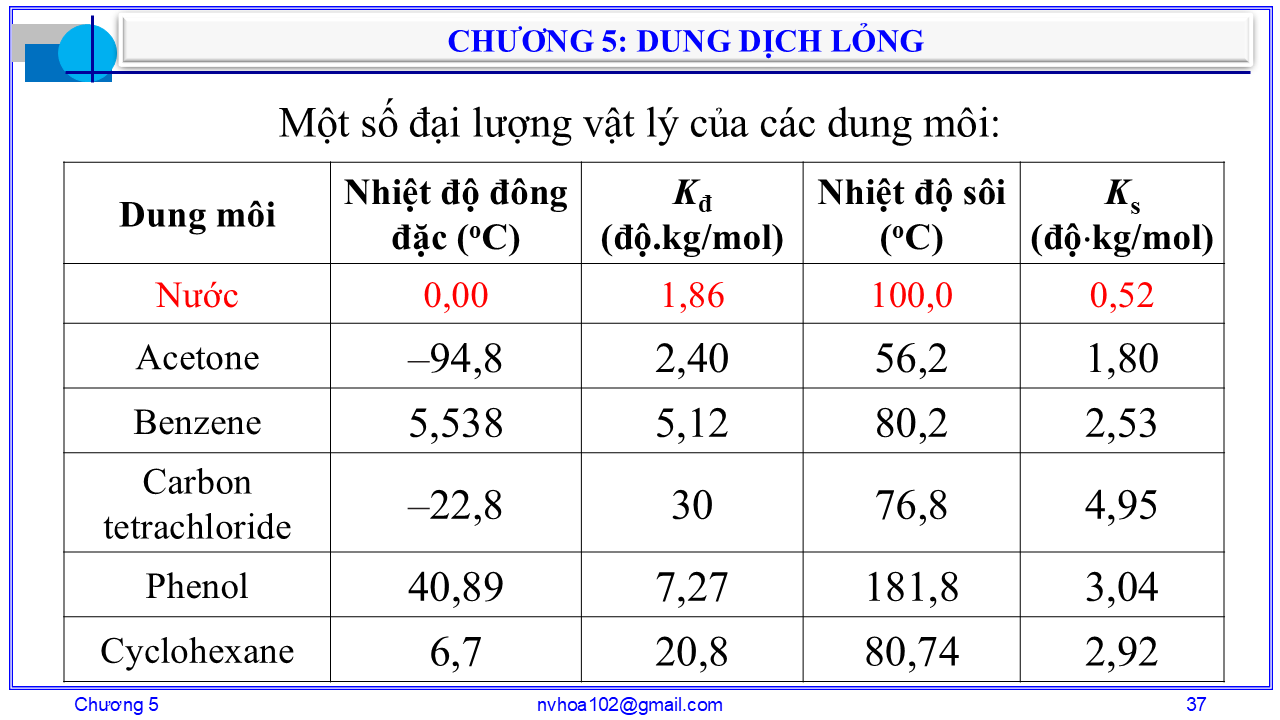 CHƯƠNG 5: DUNG DỊCH LỎNG
Một số đại lượng vật lý của các dung môi:
Dung môi
Nhiệt độ đông
đặc (ºC)
Kđ
(độ.kg/mol)
Nhiệt độ sôi
(ºC)
Ks
(độ·kg/mol)
Nước 0,00 1,86 100,0 0,52
Acetone –94,8 2,40 56,2 1,80
Benzene 5,538 5,12 80,2 2,53
Carbon
tetrachloride –22,8 30 76,8 4,95
Phenol 40,89 7,27 181,8 3,04
Cyclohexane 6,7 20,8 80,74 2,92
Chương 5 nvhoa102@gmail.com 37